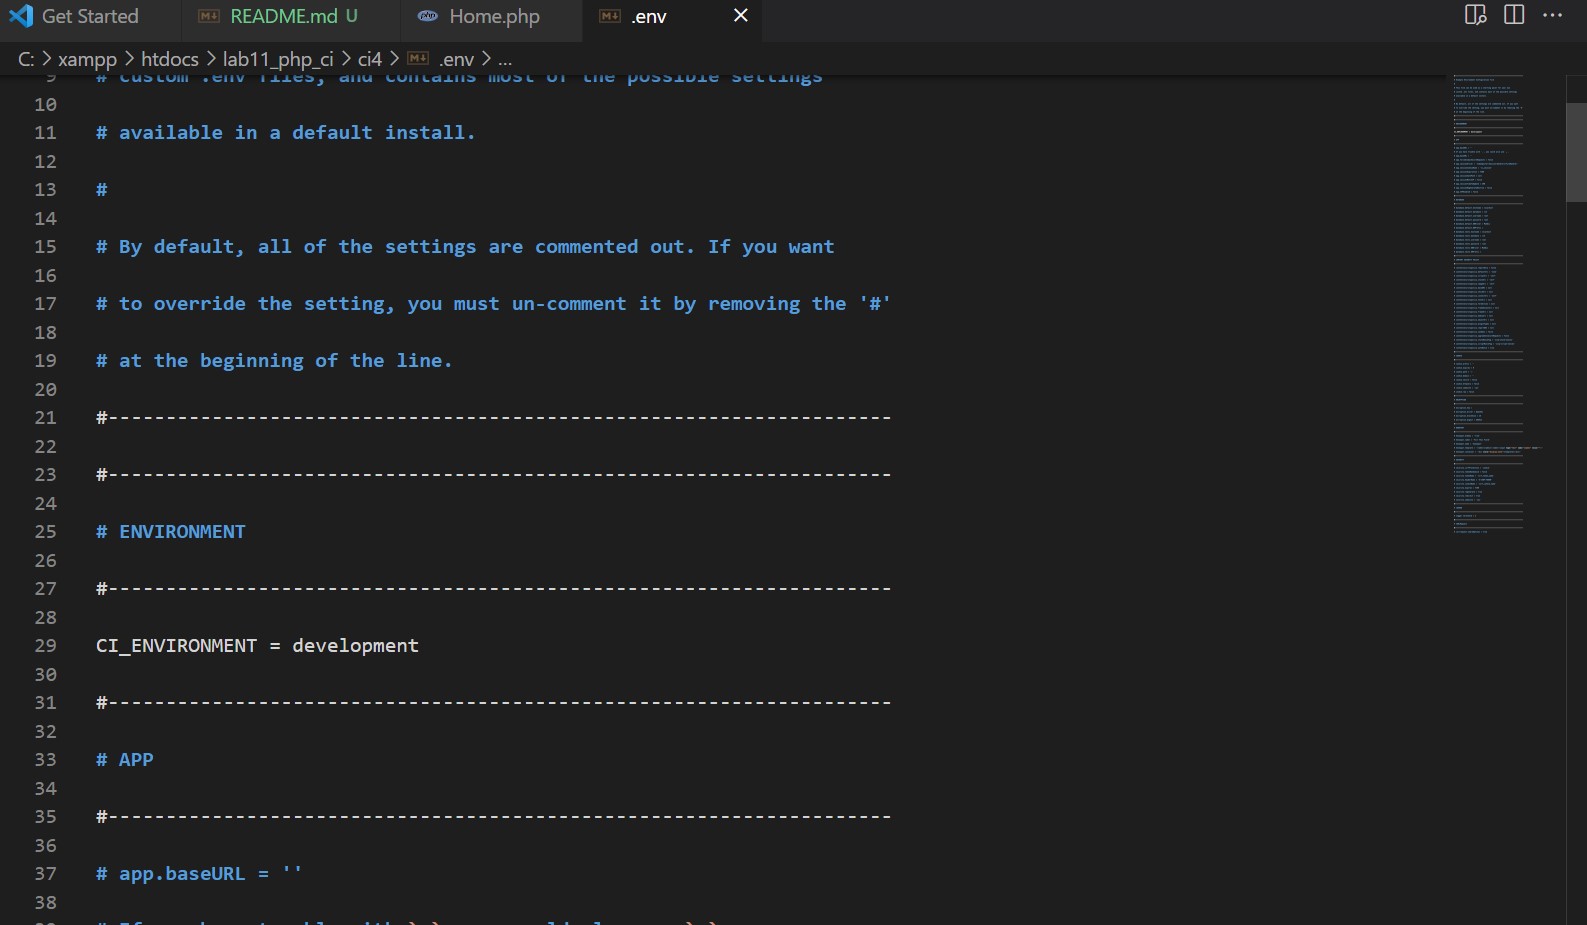 Get Started README.md U Home.php .env
C: > xampp > htdocs > lab11_php_ci > ci4 > .env > ...
9 # custom .env files, and contains most of the possible settings
10
11 # available in a default install.
12
13 #
14
15 # By default, all of the settings are commented out. If you want
16
17 # to override the setting, you must un-comment it by removing the '#'
18
19 # at the beginning of the line.
20
21 #--------------------------------------------------------------------
22
23 #--------------------------------------------------------------------
24
25 # ENVIRONMENT
26
27 #--------------------------------------------------------------------
28
29 CI_ENVIRONMENT = development
30
31 #--------------------------------------------------------------------
32
33 # APP
34
35 #--------------------------------------------------------------------
36
37 # app.baseURL = ''
38